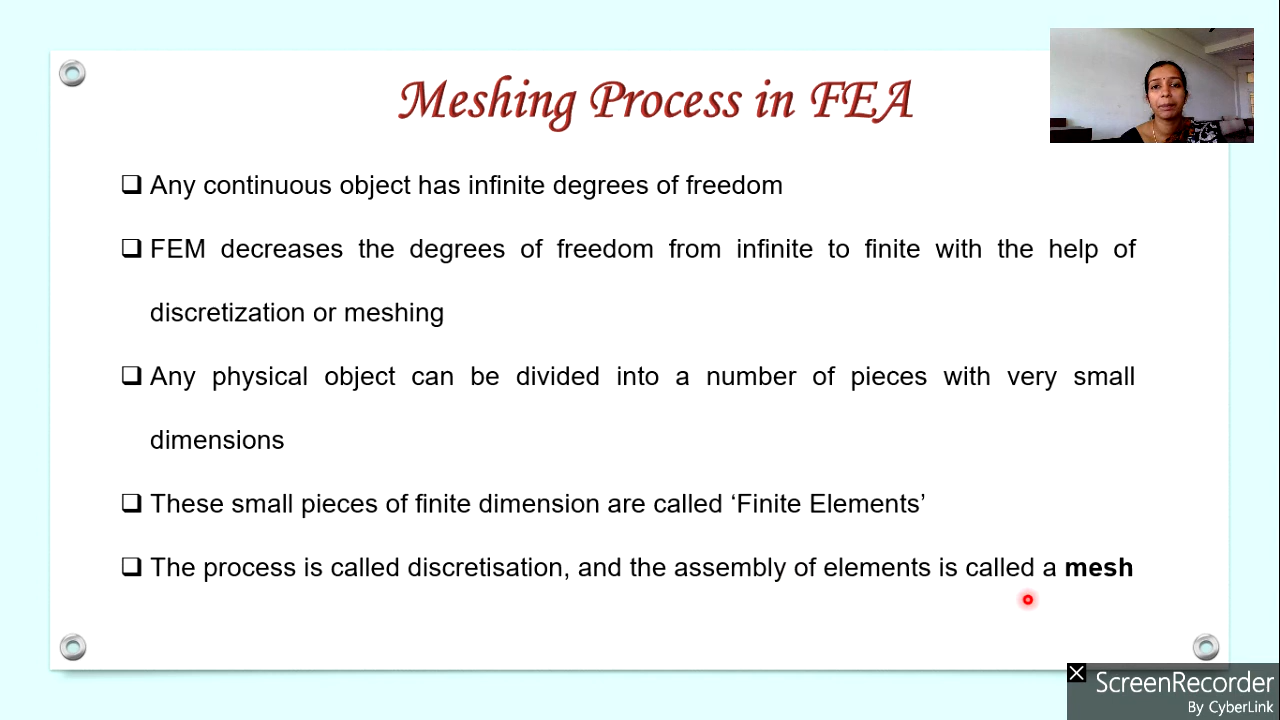 Meshing Process in FEA
Any continuous object has infinite degrees of freedom
FEM decreases the degrees of freedom from infinite to finite with the help of
discretization or meshing
Any physical object can be divided into a number of pieces with very small
dimensions
These small pieces of finite dimension are called ‘Finite Elements’
The process is called discretisation, and the assembly of elements is called a mesh
ScreenRecorder
By CyberLink